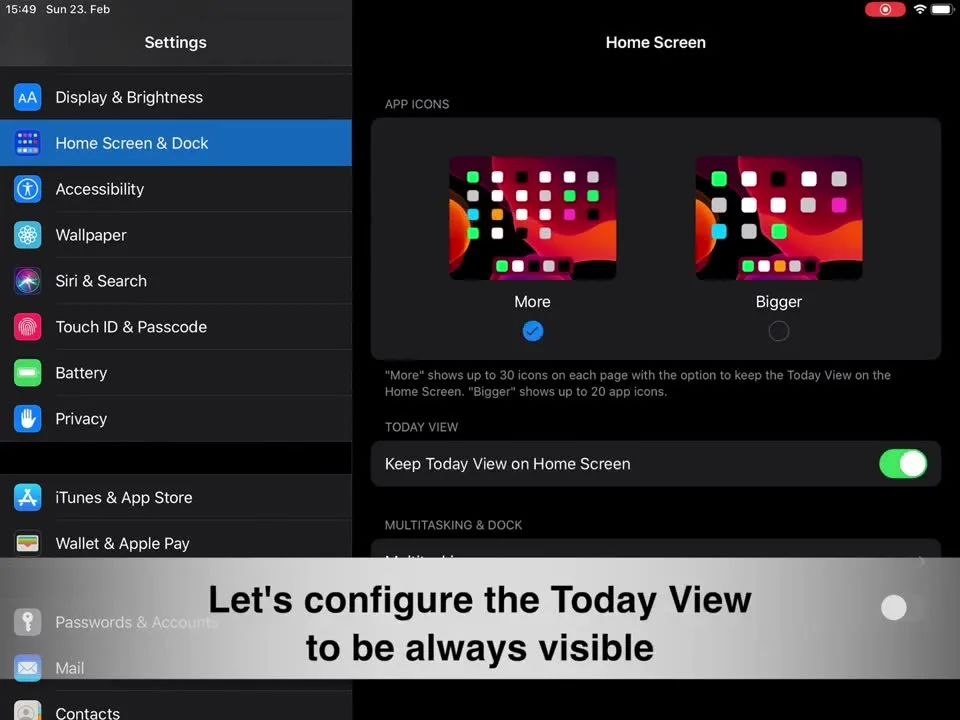 15:49 Sun 23. Feb
Settings
Display & Brightness
Home Screen & Dock
Accessibility
Wallpaper
Siri & Search
Touch ID & Passcode
Battery
Privacy
iTunes & App Store
Wallet & Apple Pay
Passwords & Accounts
Mail
Contacts
Home Screen
APP ICONS
More
Bigger
"More" shows up to 30 icons on each page with the option to keep the Today View on the
Home Screen. "Bigger" shows up to 20 app icons.
TODAY VIEW
Keep Today View on Home Screen
MULTITASKING & DOCK
Let's configure the Today View
to be always visible